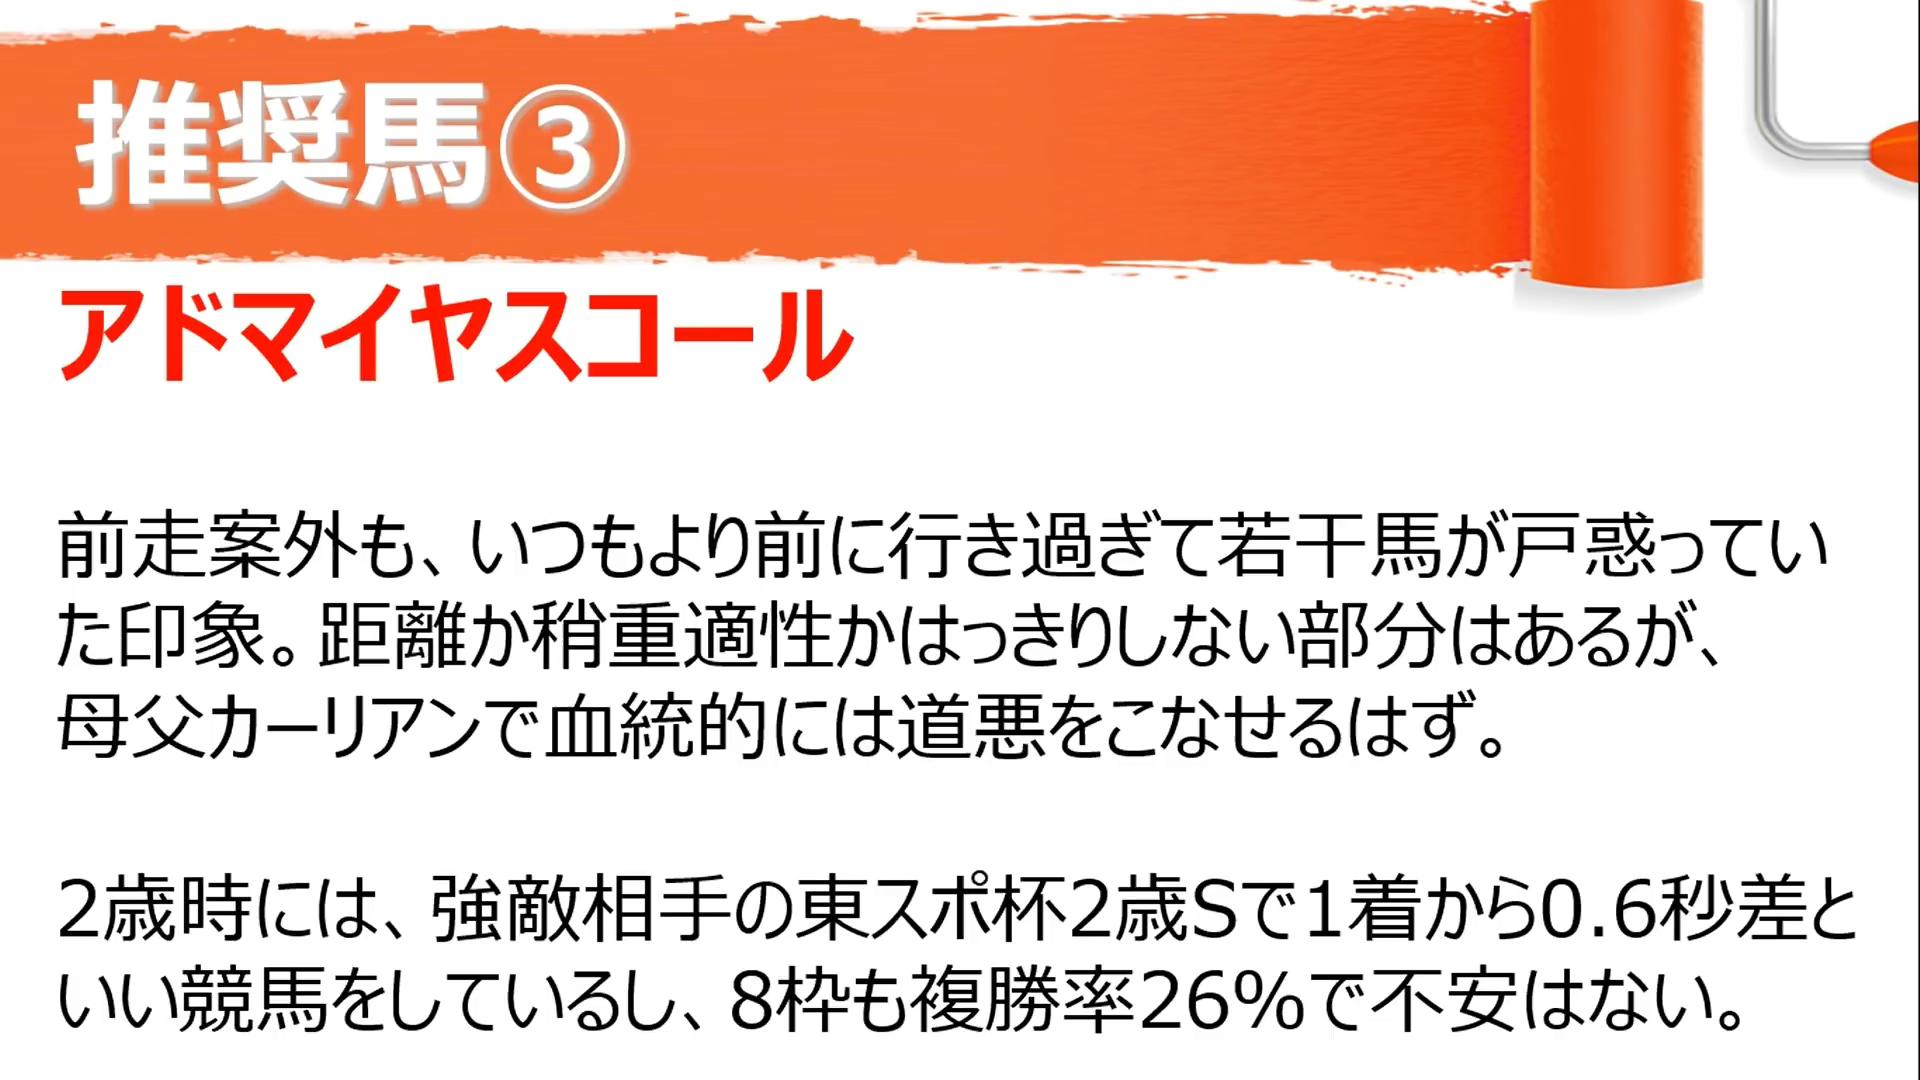 推奨馬③
アドマイヤスコール
前走案外も、いつもより前に行き過ぎて若干馬が戸惑ってい
た印象。距離か稍重適性かはっきりしない部分はあるが、
母父カーリアンで血統的には道悪をこなせるはず。
2歳時には、強敵相手の東スポ杯2歳Sで1着から0.6秒差と
いい競馬をしているし、8枠も複勝率26%で不安はない。